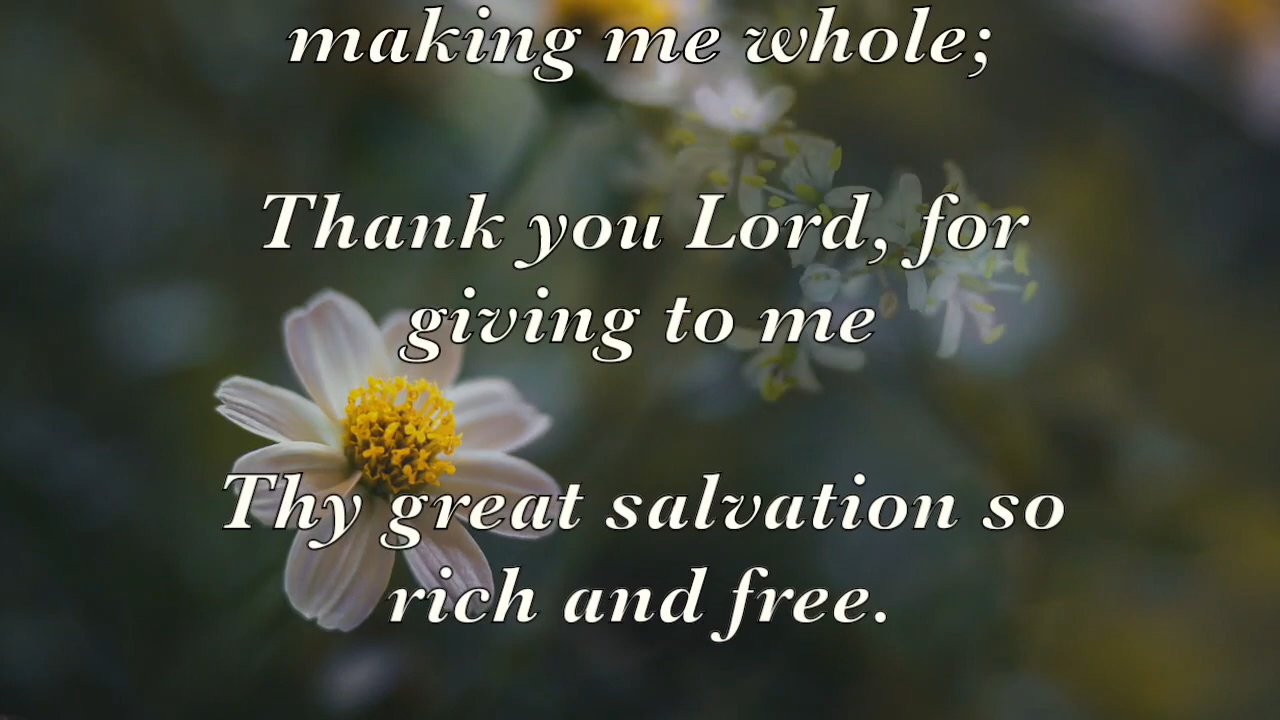 making me whole;
Thank you Lord, for
giving to me
Thy great salvation so
rich and free.